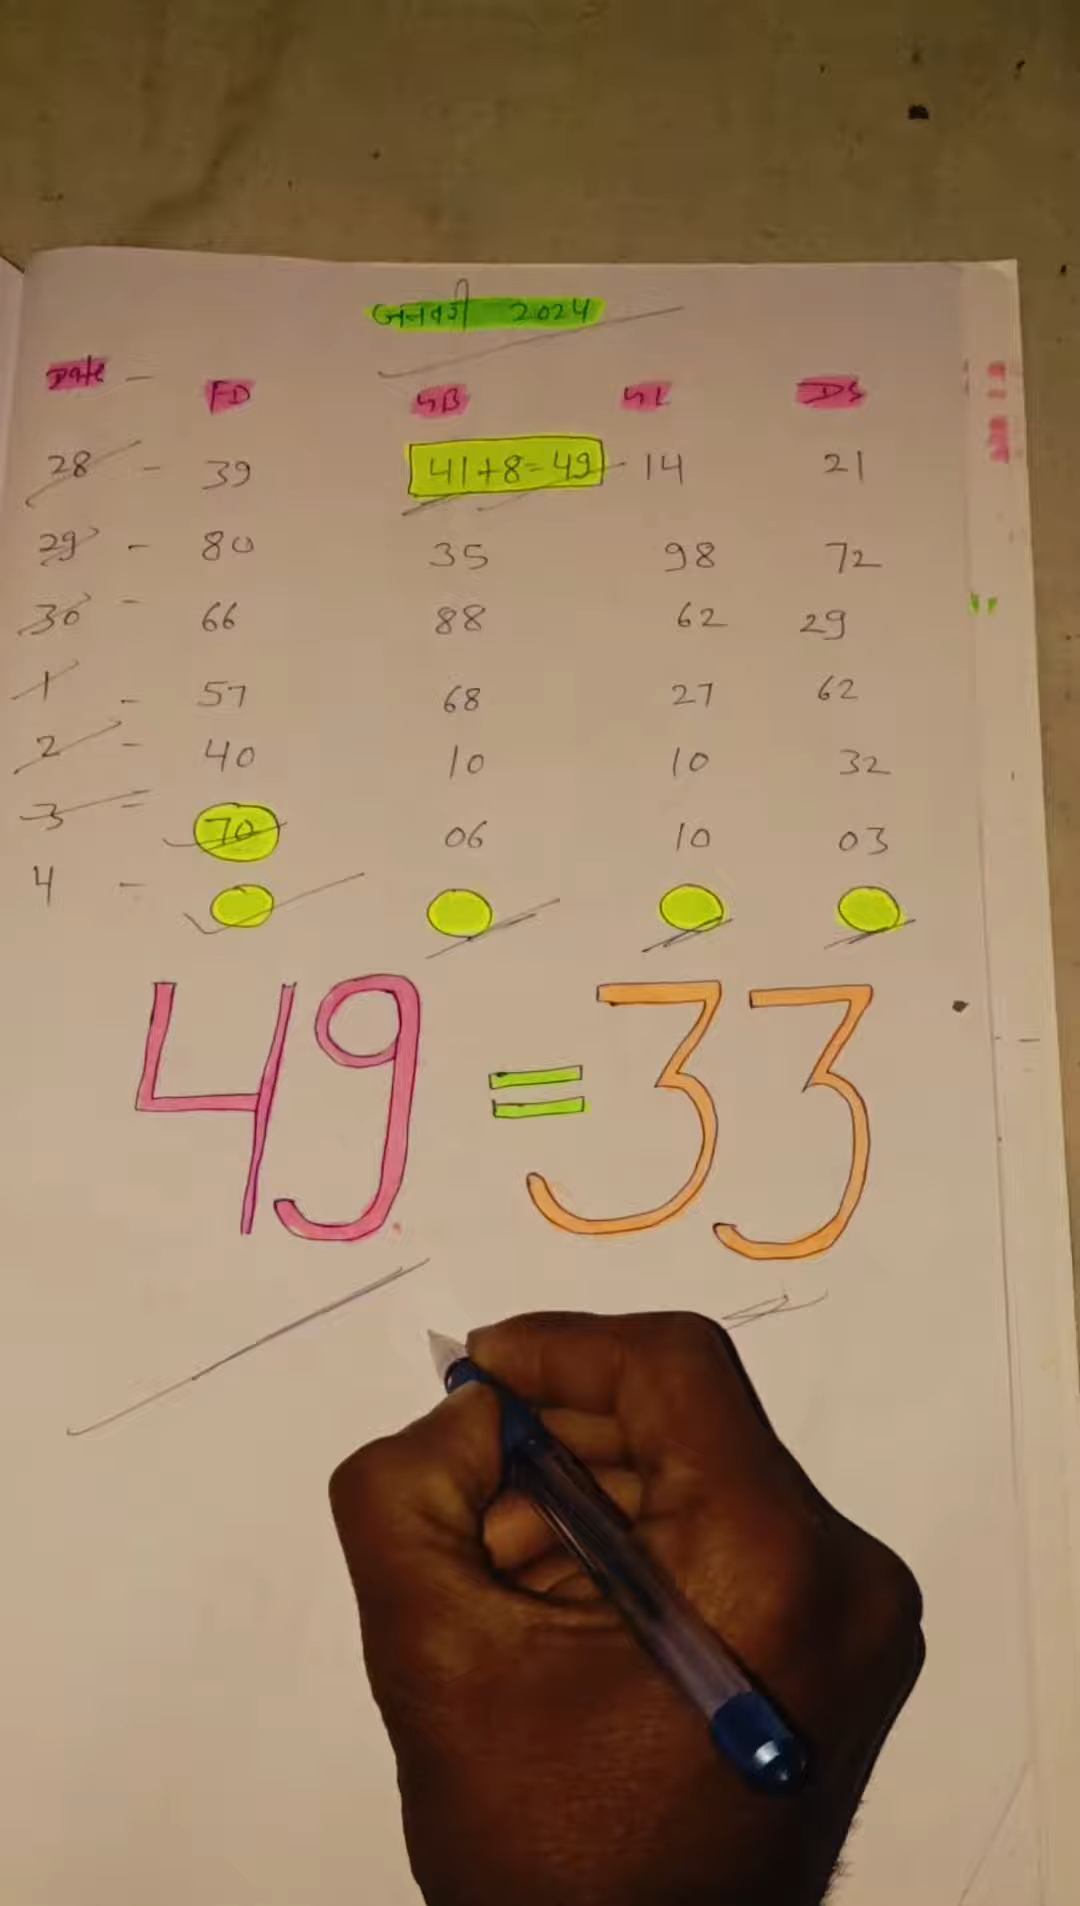 जनवरी 2024
Date - FD GB GL DS
28 - 39 41+8=49 14 21
29 - 80 35 98 72
30 - 66 88 62 29
1 - 57 68 27 62
2 - 40 10 10 32
3 = 70 06 10 03
4 -
49 = 33